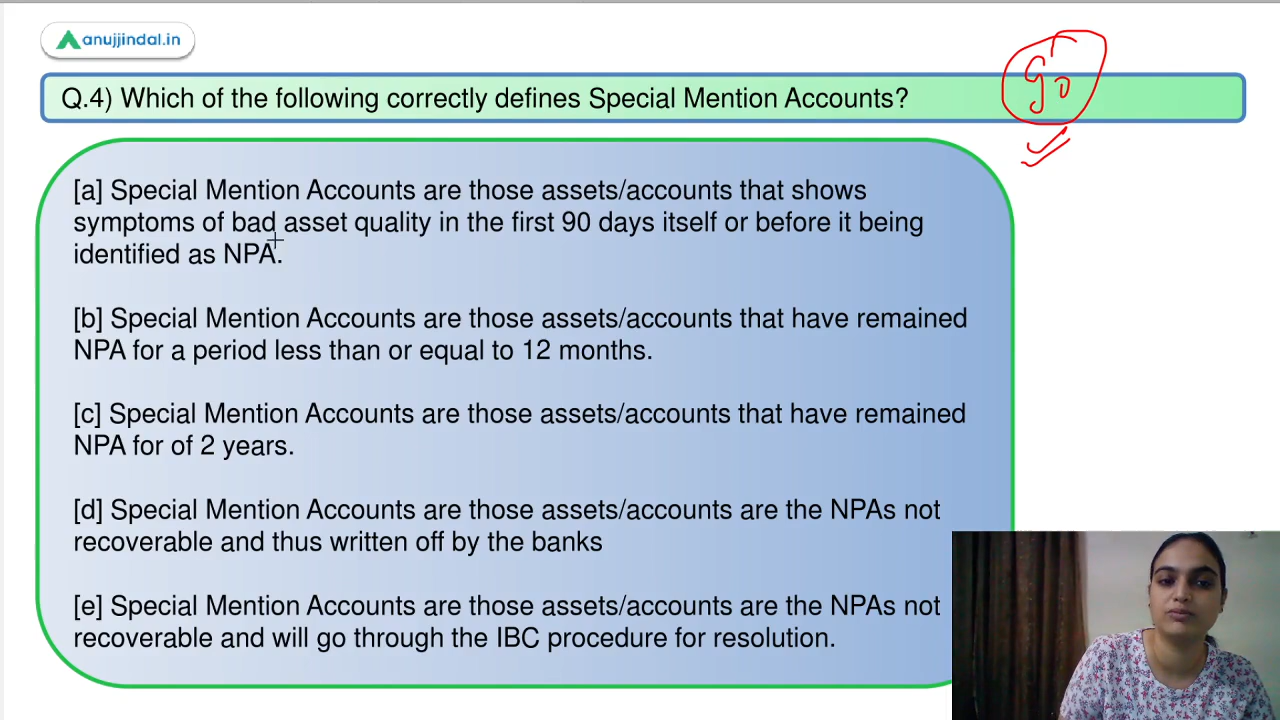 anujjindal.in
Q.4) Which of the following correctly defines Special Mention Accounts?
90
[a] Special Mention Accounts are those assets/accounts that shows
symptoms of bad asset quality in the first 90 days itself or before it being
identified as NPA.
[b] Special Mention Accounts are those assets/accounts that have remained
NPA for a period less than or equal to 12 months.
[c] Special Mention Accounts are those assets/accounts that have remained
NPA for of 2 years.
[d] Special Mention Accounts are those assets/accounts are the NPAs not
recoverable and thus written off by the banks
[e] Special Mention Accounts are those assets/accounts are the NPAs not
recoverable and will go through the IBC procedure for resolution.